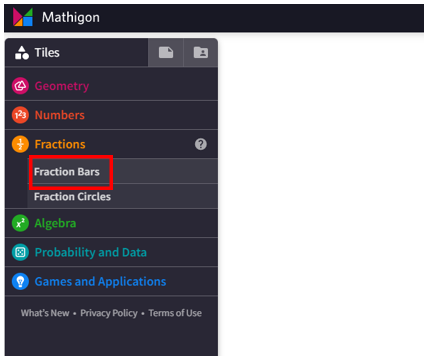 Mathigon
Tiles
Geometry
Numbers
Fractions ?
Fraction Bars
Fraction Circles
Algebra
Probability and Data
Games and Applications
What's New • Privacy Policy • Terms of Use